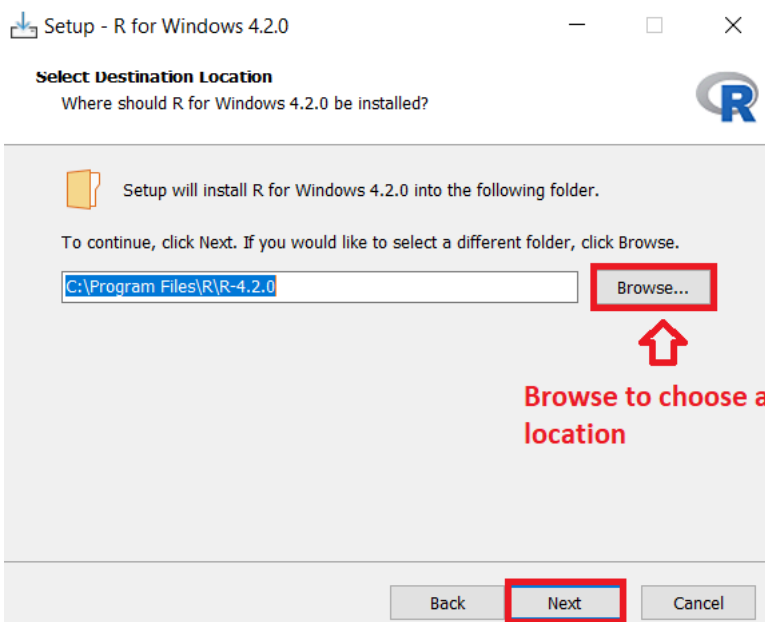 Setup - R for Windows 4.2.0
Select Destination Location
Where should R for Windows 4.2.0 be installed?
R
Setup will install R for Windows 4.2.0 into the following folder.
To continue, click Next. If you would like to select a different folder, click Browse.
C:\Program Files\R\R-4.2.0
Browse...
Browse to choose a
location
Back
Next
Cancel